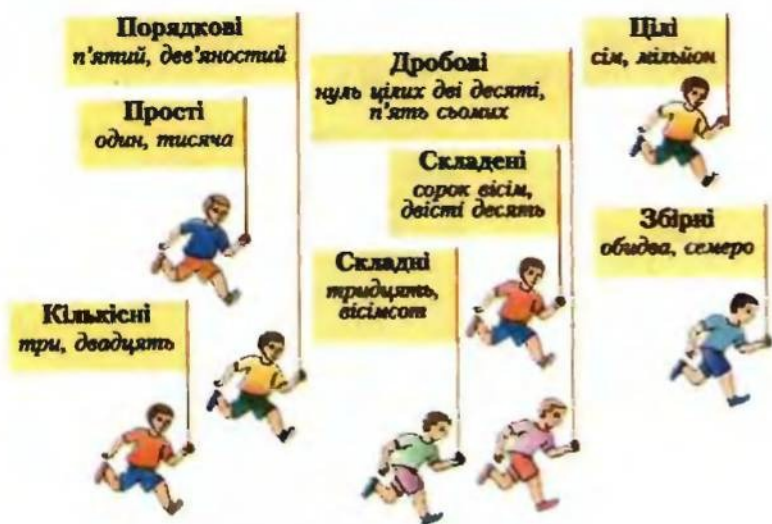 Порядкові
п'ятий, дев'яностий
Прості
один, тисяча
Кількісні
три, двадцять
Дробові
нуль цілих дві десяті,
п'ять сьомих
Складені
сорок вісім,
двісті десять
Складні
тридцять,
вісімсот
Цілі
сім, мільйон
Збірні
обидва, семеро